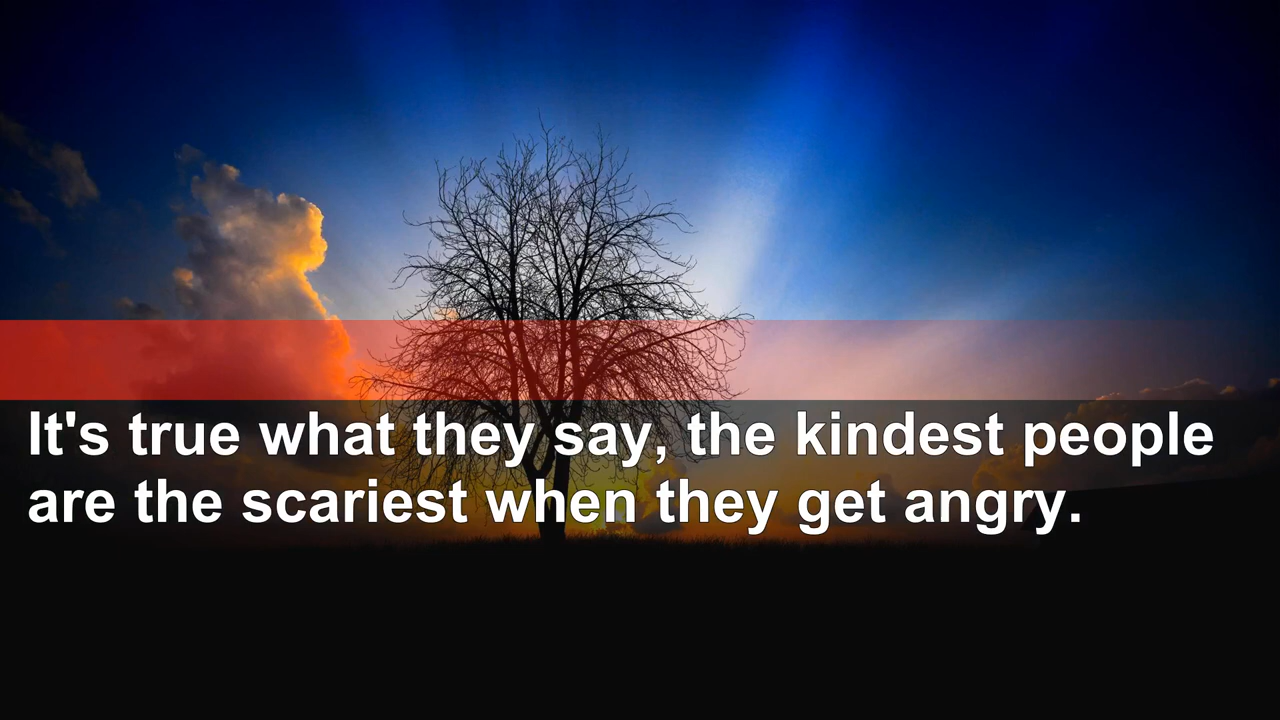 It's true what they say, the kindest people
are the scariest when they get angry.